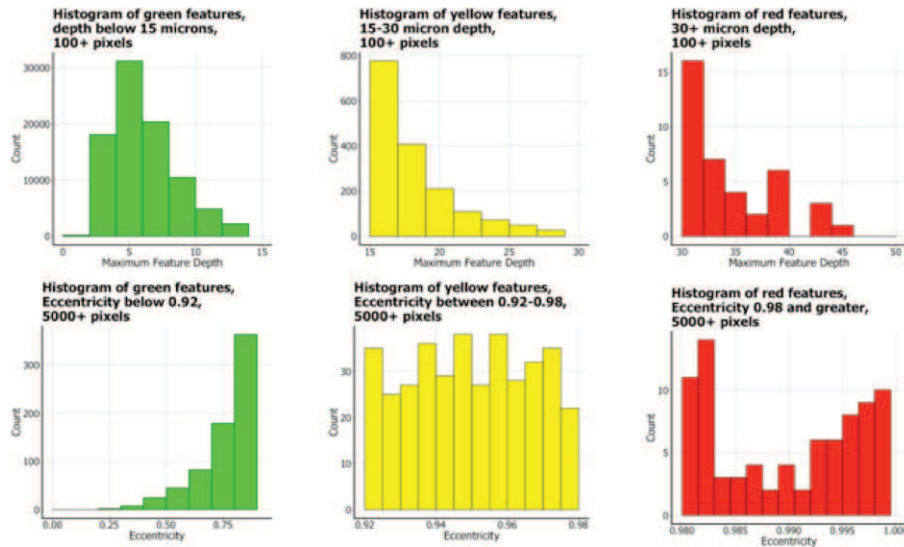 Histogram of green features,
depth below 15 microns,
100+ pixels
30000
20000
10000
0
Count
0 5 10 15
Maximum Feature Depth
Histogram of yellow features,
15-30 micron depth,
100+ pixels
800
600
400
200
0
Count
15 20 25 30
Maximum Feature Depth
Histogram of red features,
30+ micron depth,
100+ pixels
15
10
5
0
Count
30 35 40 45 50
Maximum Feature Depth
Histogram of green features,
Eccentricity below 0.92,
5000+ pixels
300
200
100
0
Count
0.00 0.25 0.50 0.75
Eccentricity
Histogram of yellow features,
Eccentricity between 0.92-0.98,
5000+ pixels
30
20
10
0
Count
0.92 0.94 0.96 0.98
Eccentricity
Histogram of red features,
Eccentricity 0.98 and greater,
5000+ pixels
10
5
0
Count
0.980 0.985 0.990 0.995 1.000
Eccentricity